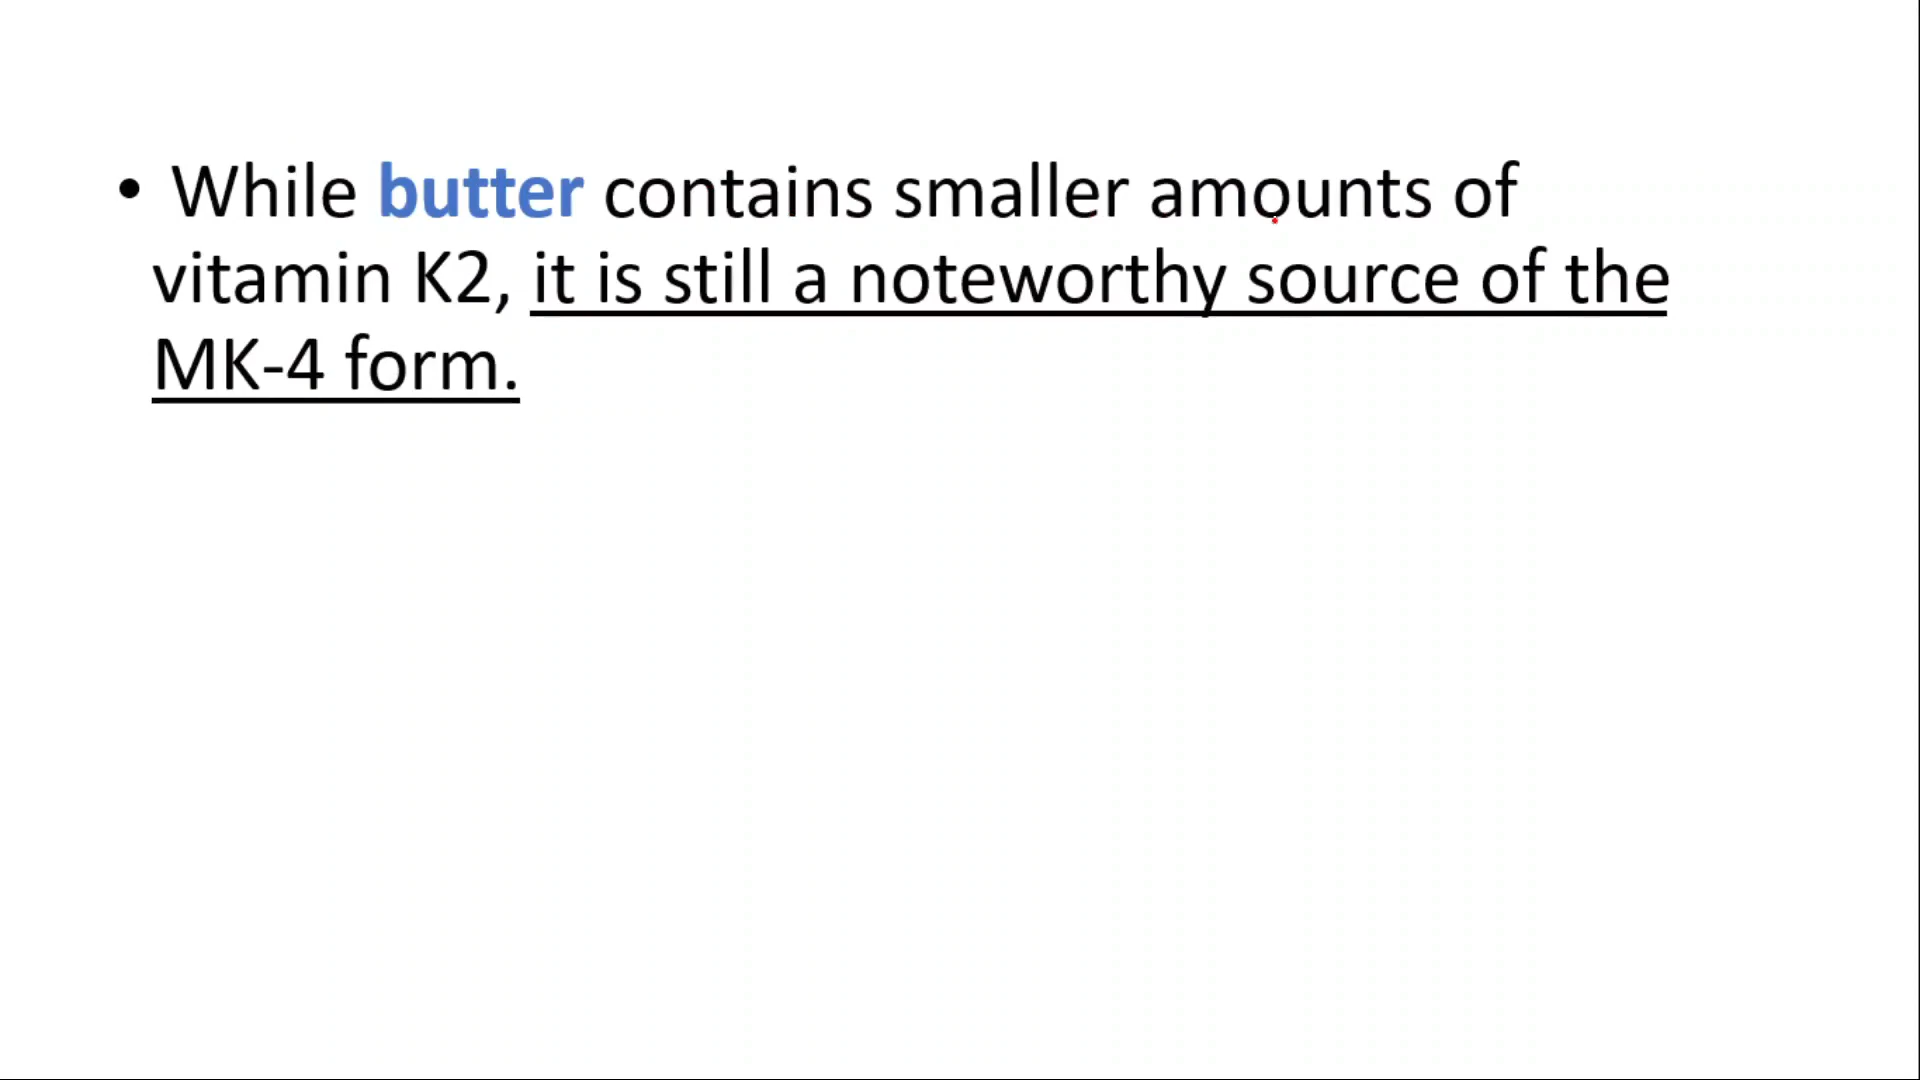 • While butter contains smaller amounts of
vitamin K2, it is still a noteworthy source of the
MK-4 form.